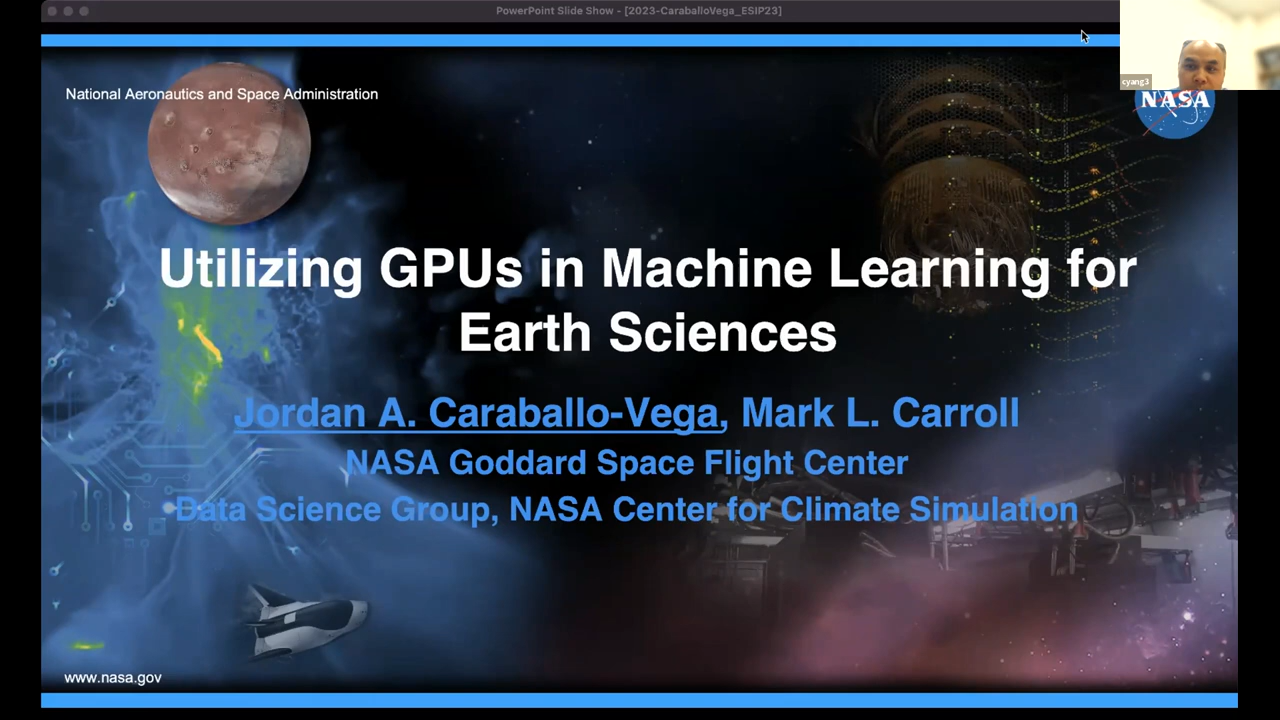 PowerPoint Slide Show - [2023-CaraballoVega_ESIP23]
cyang3
National Aeronautics and Space Administration
NASA
Utilizing GPUs in Machine Learning for
Earth Sciences
Jordan A. Caraballo-Vega, Mark L. Carroll
NASA Goddard Space Flight Center
Data Science Group, NASA Center for Climate Simulation
www.nasa.gov